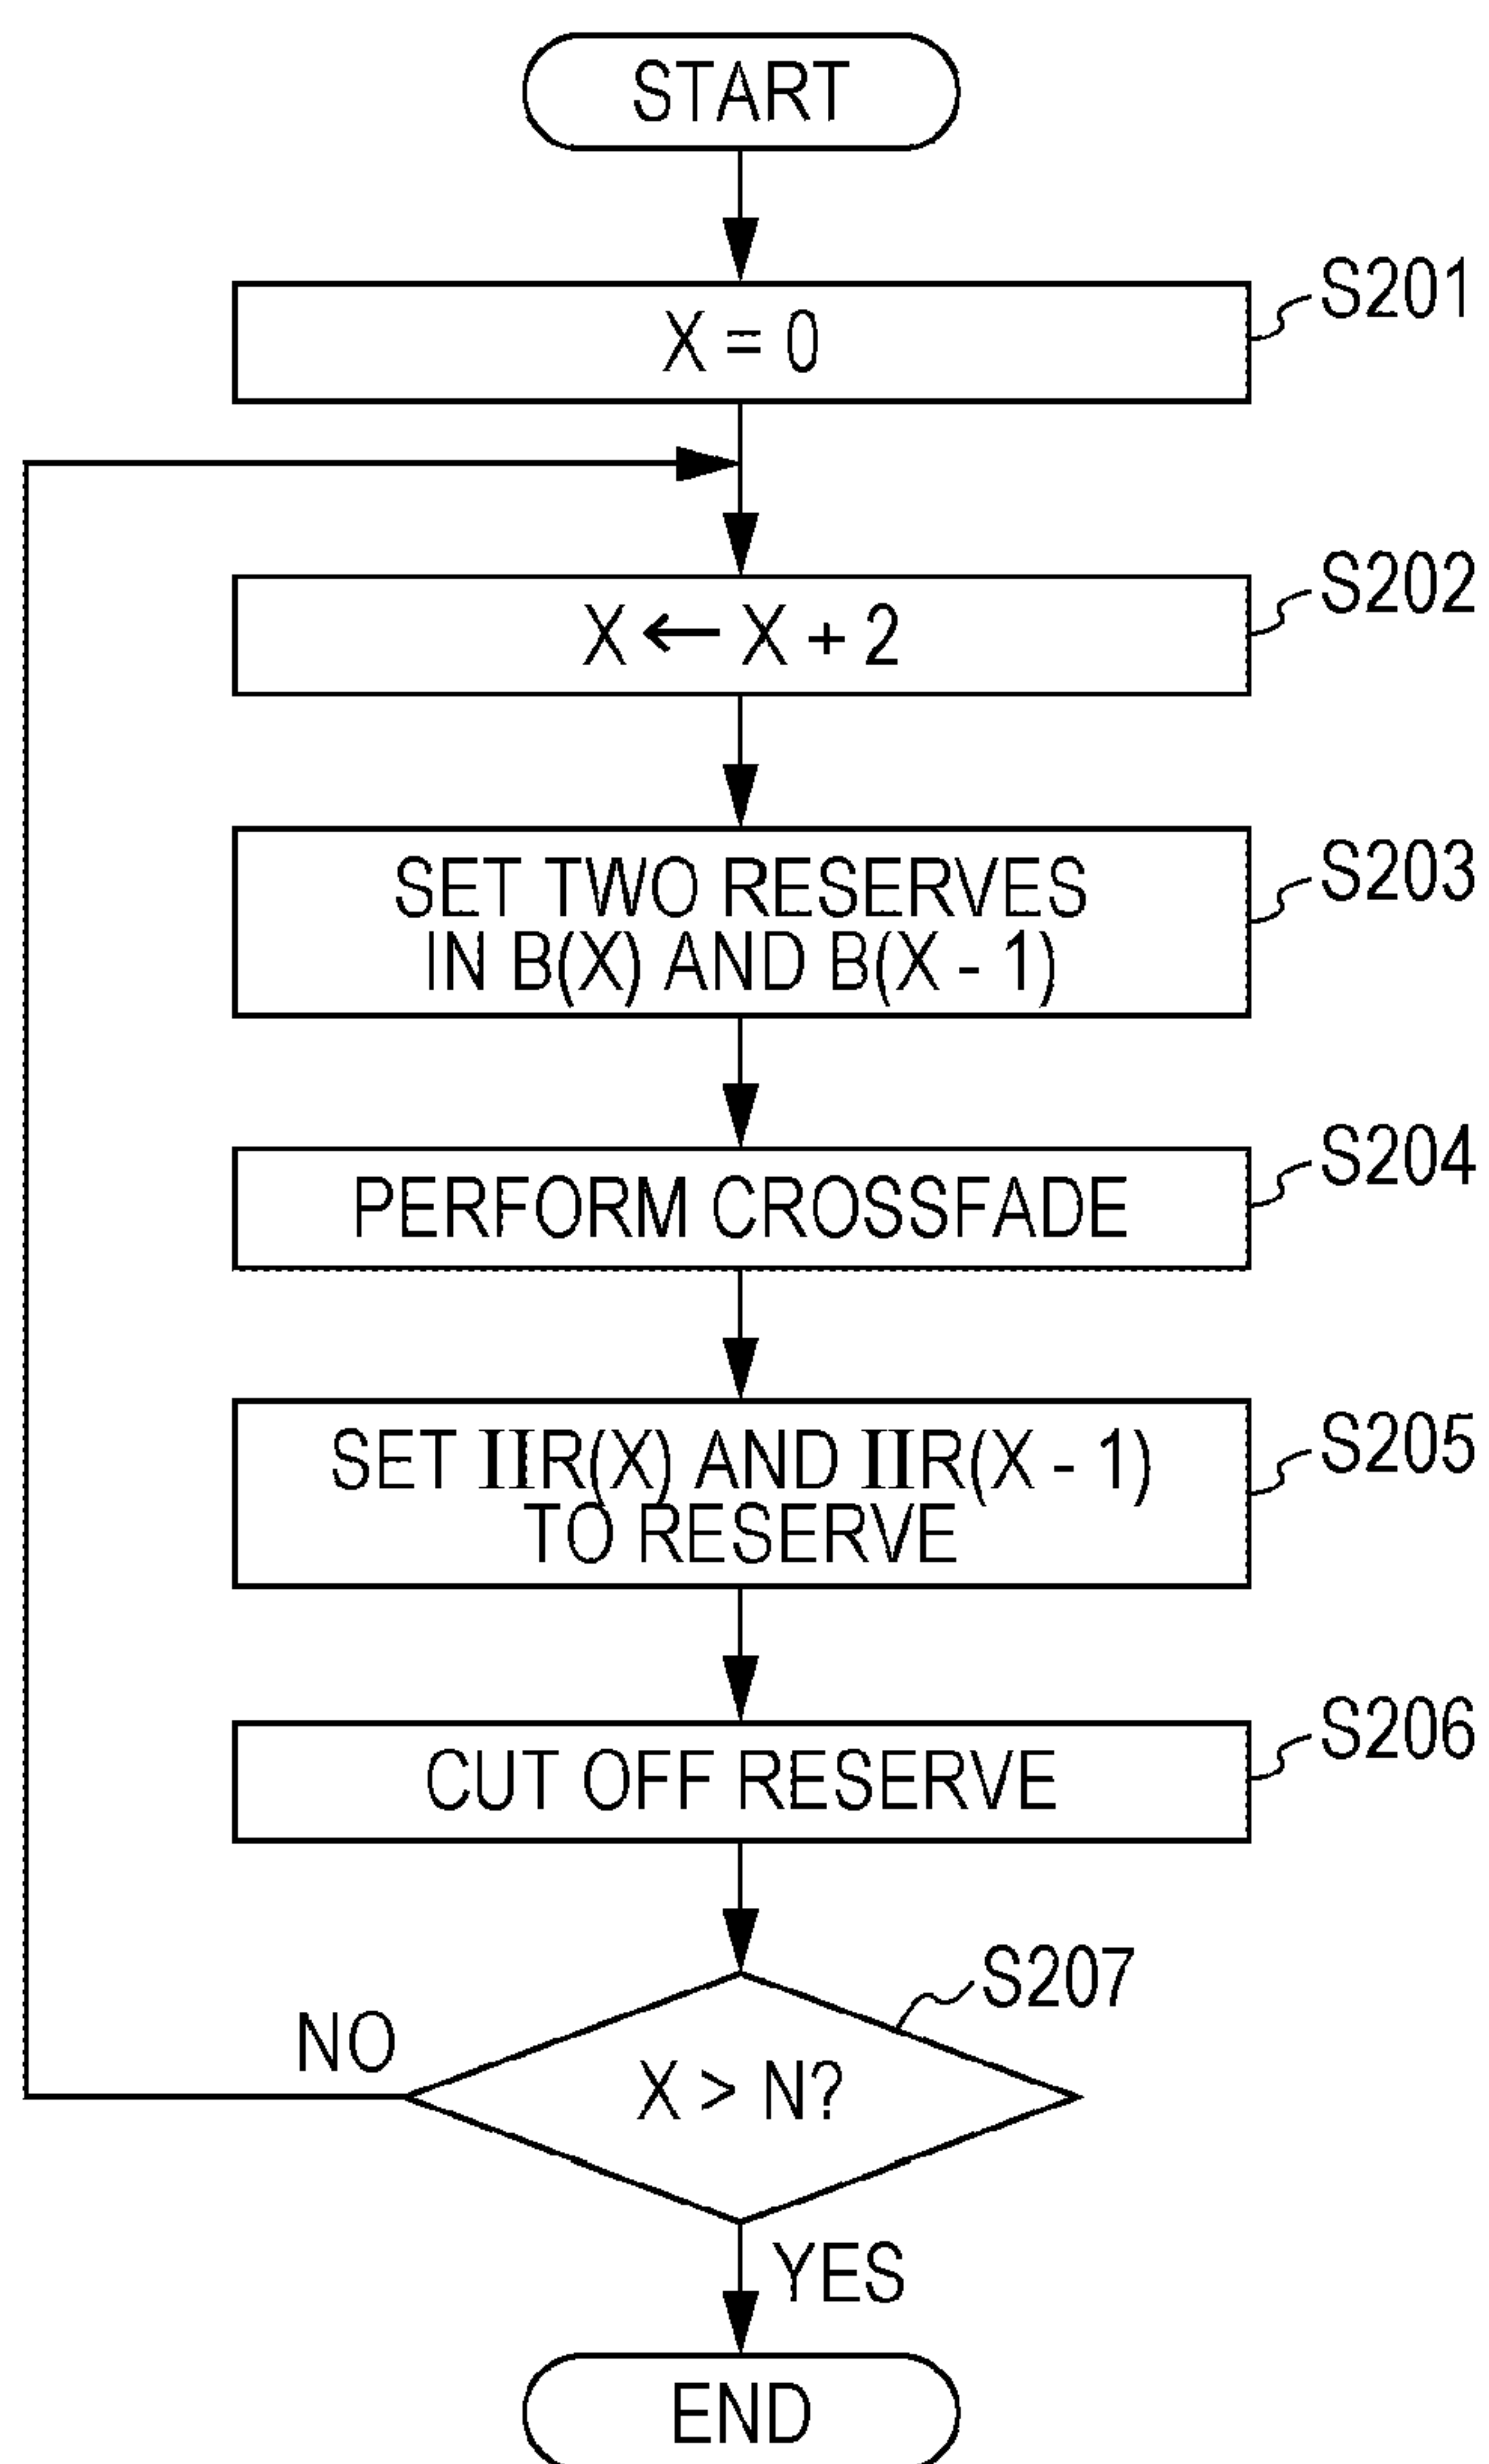 START
S201
X = 0
S202
X ← X + 2
S203
SET TWO RESERVES
IN B(X) AND B(X - 1)
S204
PERFORM CROSSFADE
S205
SET IIR(X) AND IIR(X - 1)
TO RESERVE
S206
CUT OFF RESERVE
S207
NO
X > N?
YES
END